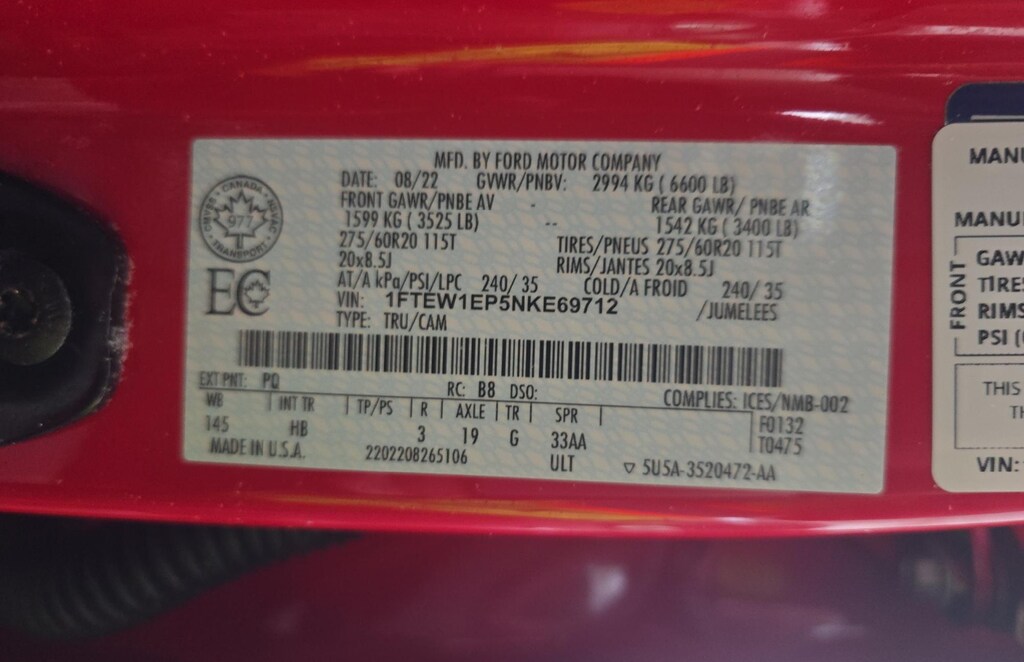 MFD. BY FORD MOTOR COMPANY
DATE: 08/22 GVWR/PNBV: 2994 KG ( 6600 LB)
FRONT GAWR/PNBE AV - REAR GAWR/ PNBE AR
1599 KG ( 3525 LB) -- 1542 KG ( 3400 LB)
275/60R20 115T TIRES/PNEUS 275/60R20 115T
20x8.5J RIMS/JANTES 20x8.5J
AT/A kPa/PSI/LPC 240/ 35 COLD/A FROID 240/ 35
VIN: 1FTEW1EP5NKE69712 /JUMELEES
TYPE: TRU/CAM
CANADA
977
TRANSPORT
EC
EXT PNT: PQ RC: B8 DSO: COMPLIES: ICES/NMB-002
WB INT TR TP/PS R AXLE TR SPR F0132
145 HB 3 19 G 33AA T0475
MADE IN U.S.A. 2202208265106 ULT 5U5A-3520472-AA
MANU
MANUI
FRONT
GAW
TIRES
RIMS
PSI (
THIS
TH
VIN: